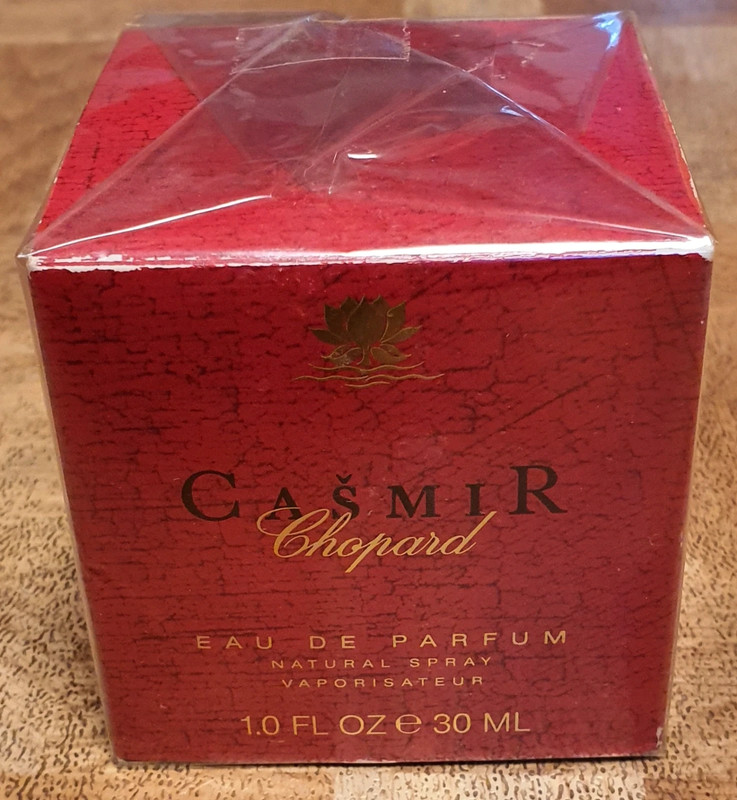 CAŠMIR
Chopard
EAU DE PARFUM
NATURAL SPRAY
VAPORISATEUR
1.0 FL OZ ℮ 30 ML